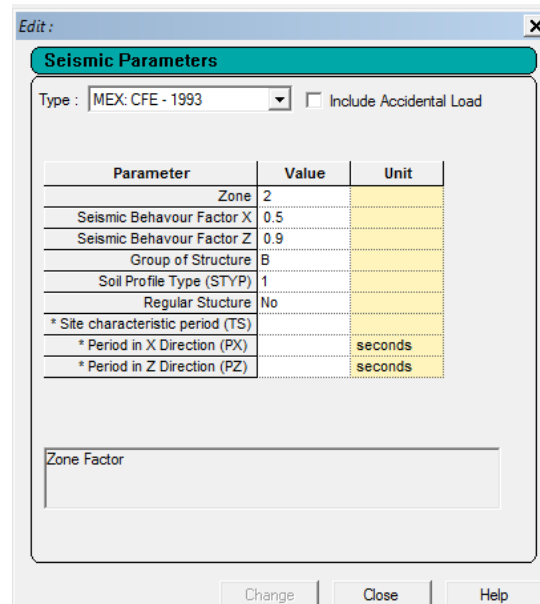 Edit :
Seismic Parameters
Type : MEX: CFE - 1993 Include Accidental Load
Parameter Value Unit
Zone 2
Seismic Behavour Factor X 0.5
Seismic Behavour Factor Z 0.9
Group of Structure B
Soil Profile Type (STYP) 1
Regular Stucture No
* Site characteristic period (TS)
* Period in X Direction (PX) seconds
* Period in Z Direction (PZ) seconds
Zone Factor
Change Close Help